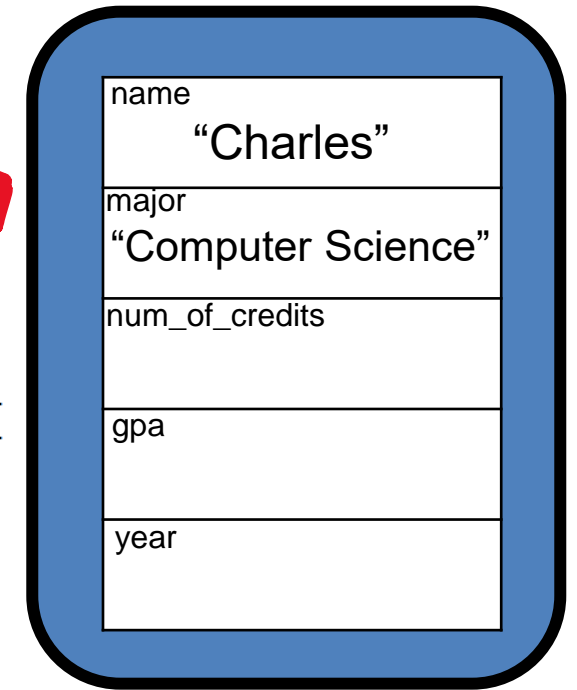 name
“Charles”
major
“Computer Science”
num_of_credits
gpa
year